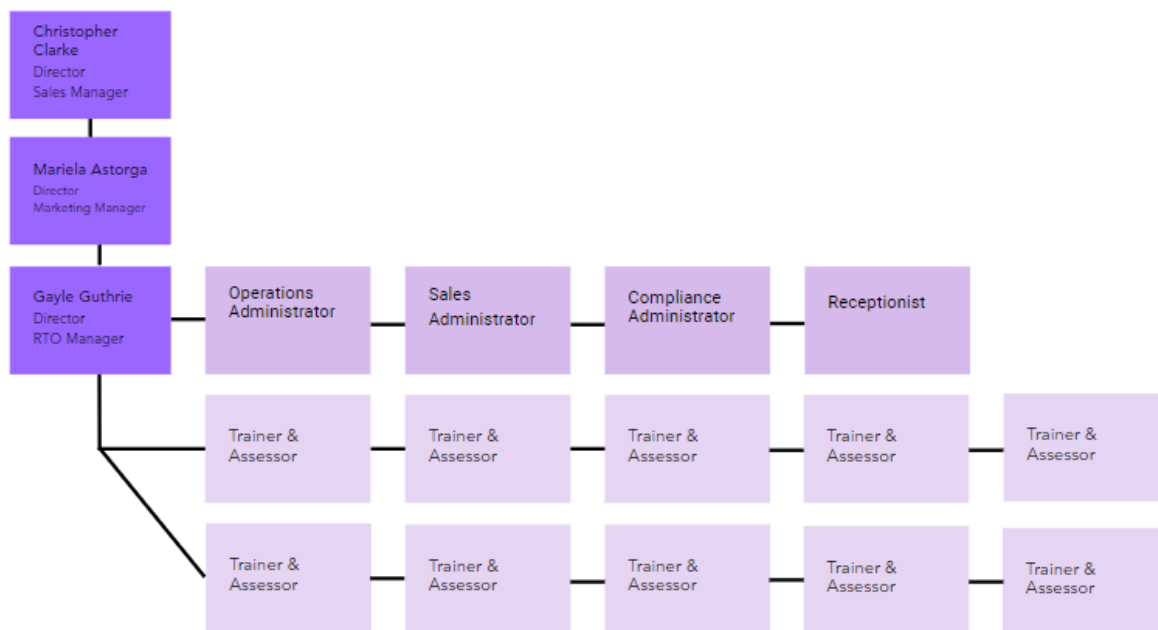 Christopher
Clarke
Director
Sales Manager
Mariela Astorga
Director
Marketing Manager
Gayle Guthrie
Director
RTO Manager
Operations
Administrator
Sales
Administrator
Compliance
Administrator
Receptionist
Trainer &
Assessor
Trainer &
Assessor
Trainer &
Assessor
Trainer &
Assessor
Trainer &
Assessor
Trainer &
Assessor
Trainer &
Assessor
Trainer &
Assessor
Trainer &
Assessor
Trainer &
Assessor